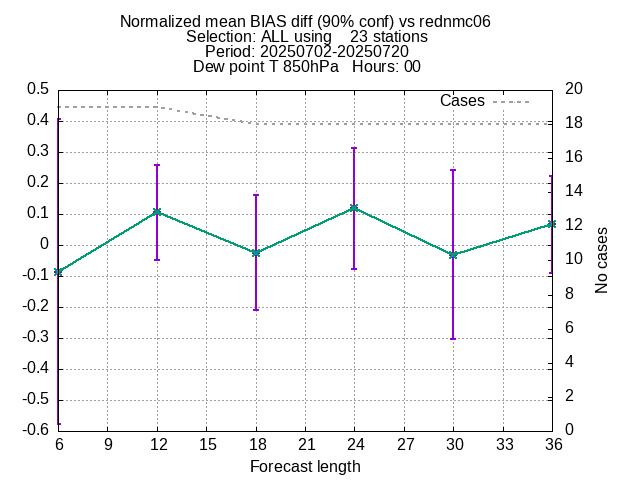 Normalized mean BIAS diff (90% conf) vs rednmc06
Selection: ALL using    23 stations
Period: 20250702-20250720
Dew point T 850hPa   Hours: 00
Cases
0.5
0.4
0.3
0.2
0.1
0
-0.1
-0.2
-0.3
-0.4
-0.5
-0.6
20
18
16
14
12
10
8
6
4
2
0
No cases
6 9 12 15 18 21 24 27 30 33 36
Forecast length